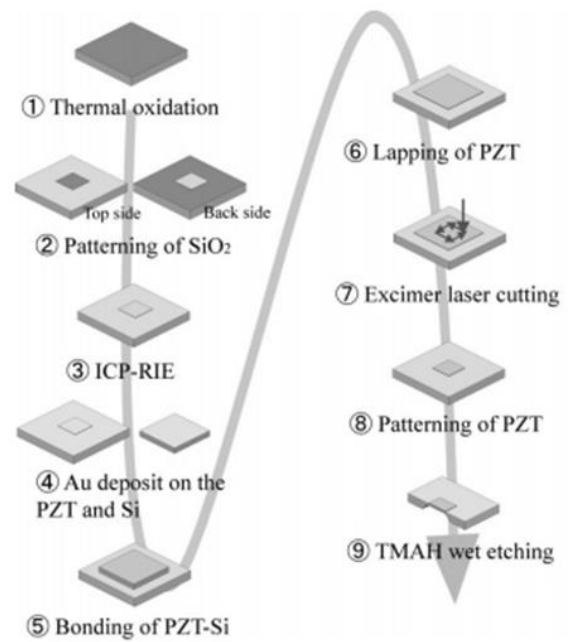 ① Thermal oxidation
Top side
Back side
② Patterning of SiO₂
③ ICP-RIE
④ Au deposit on the
PZT and Si
⑤ Bonding of PZT-Si
⑥ Lapping of PZT
⑦ Excimer laser cutting
⑧ Patterning of PZT
⑨ TMAH wet etching